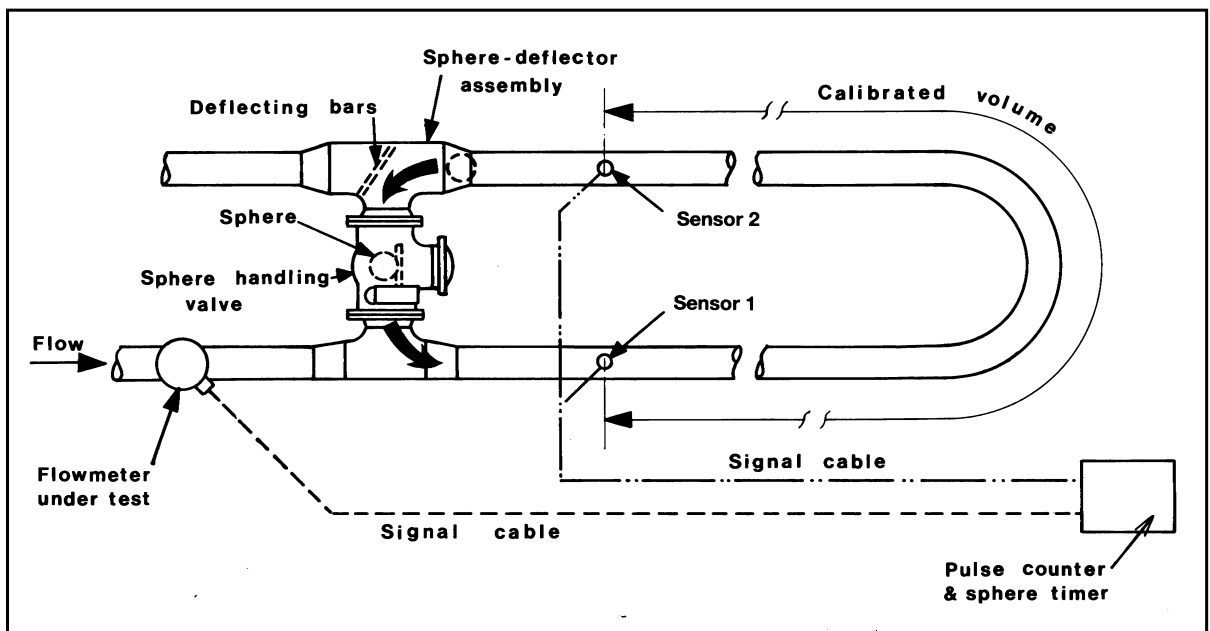 Sphere-deflector
assembly
Deflecting bars
Calibrated volume
Sphere
Sensor 2
Sphere handling
valve
Sensor 1
Flow
Flowmeter
under test
Signal cable
Signal cable
Pulse counter
& sphere timer